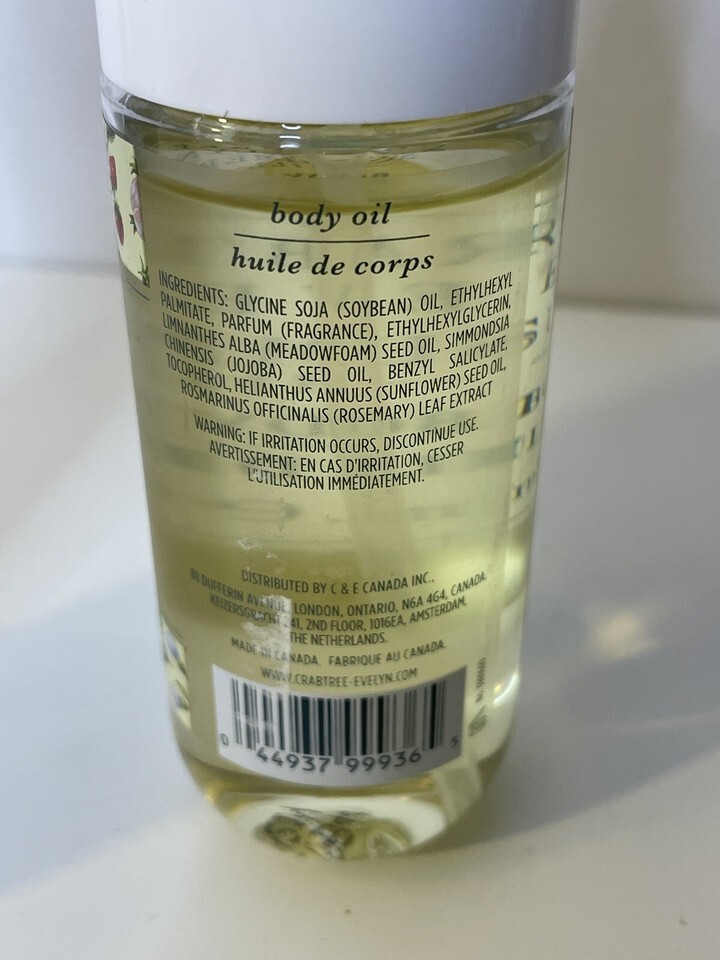 body oil
huile de corps
INGREDIENTS: GLYCINE SOJA (SOYBEAN) OIL, ETHYLHEXYL
PALMITATE, PARFUM (FRAGRANCE), ETHYLHEXYLGLYCERIN,
LIMNANTHES ALBA (MEADOWFOAM) SEED OIL, SIMMONDSIA
CHINENSIS (JOJOBA) SEED OIL, BENZYL SALICYLATE,
TOCOPHEROL, HELIANTHUS ANNUUS (SUNFLOWER) SEED OIL,
ROSMARINUS OFFICINALIS (ROSEMARY) LEAF EXTRACT
WARNING: IF IRRITATION OCCURS, DISCONTINUE USE.
AVERTISSEMENT: EN CAS D'IRRITATION, CESSER
L'UTILISATION IMMÉDIATEMENT.
DISTRIBUTED BY C & E CANADA INC.,
88 DUFFERIN AVENUE, LONDON, ONTARIO, N6A 4G4, CANADA.
KEIZERSGRACHT 241, 2ND FLOOR, 1016EA, AMSTERDAM,
THE NETHERLANDS.
MADE IN CANADA. FABRIQUE AU CANADA.
WWW.CRABTREE-EVELYN.COM
0 44937 99936 5